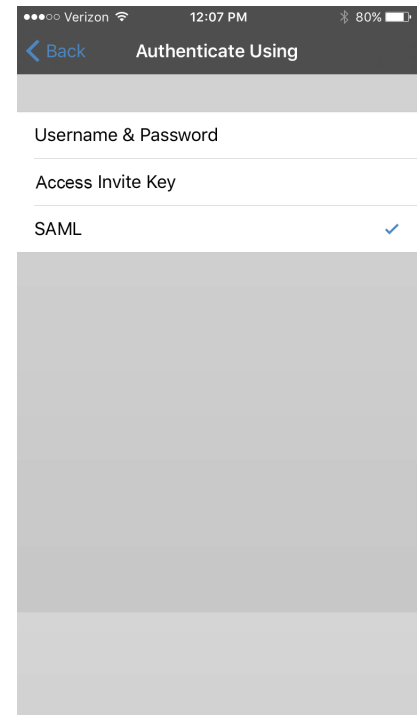 Verizon 12:07 PM 80%
Back Authenticate Using
Username & Password
Access Invite Key
SAML